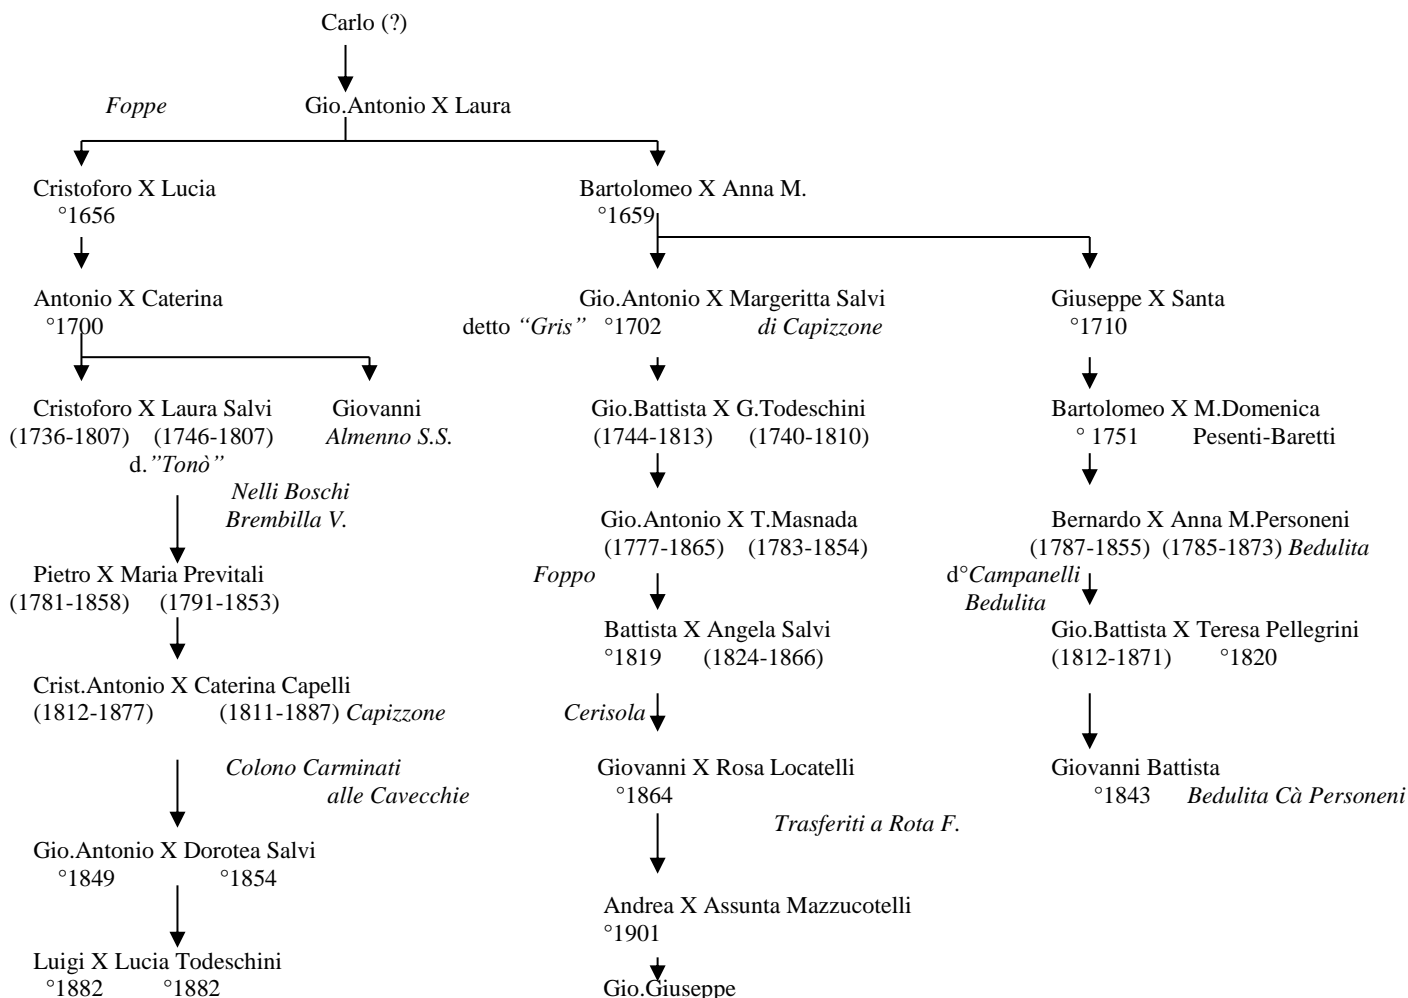 Carlo (?)
Foppe Gio.Antonio X Laura
Cristoforo X Lucia Bartolomeo X Anna M.
°1656 °1659
Antonio X Caterina Gio.Antonio X Margeritta Salvi Giuseppe X Santa
°1700 detto “Gris” °1702 di Capizzone °1710
Cristoforo X Laura Salvi Giovanni Gio.Battista X G.Todeschini Bartolomeo X M.Domenica
(1736-1807) (1746-1807) Almenno S.S. (1744-1813) (1740-1810) ° 1751 Pesenti-Baretti
d.”Tonò”
Nelli Boschi
Brembilla V. Gio.Antonio X T.Masnada Bernardo X Anna M.Personeni
(1777-1865) (1783-1854) (1787-1855) (1785-1873) Bedulita
Pietro X Maria Previtali Foppo d°Campanelli
(1781-1858) (1791-1853) Bedulita
Battista X Angela Salvi Gio.Battista X Teresa Pellegrini
°1819 (1824-1866) (1812-1871) °1820
Crist.Antonio X Caterina Capelli
(1812-1877) (1811-1887) Capizzone Cerisola
Colono Carminati Giovanni X Rosa Locatelli Giovanni Battista
alle Cavecchie °1864 °1843 Bedulita Cà Personeni
Trasferiti a Rota F.
Gio.Antonio X Dorotea Salvi
°1849 °1854
Andrea X Assunta Mazzucotelli
°1901
Luigi X Lucia Todeschini
°1882 °1882 Gio.Giuseppe